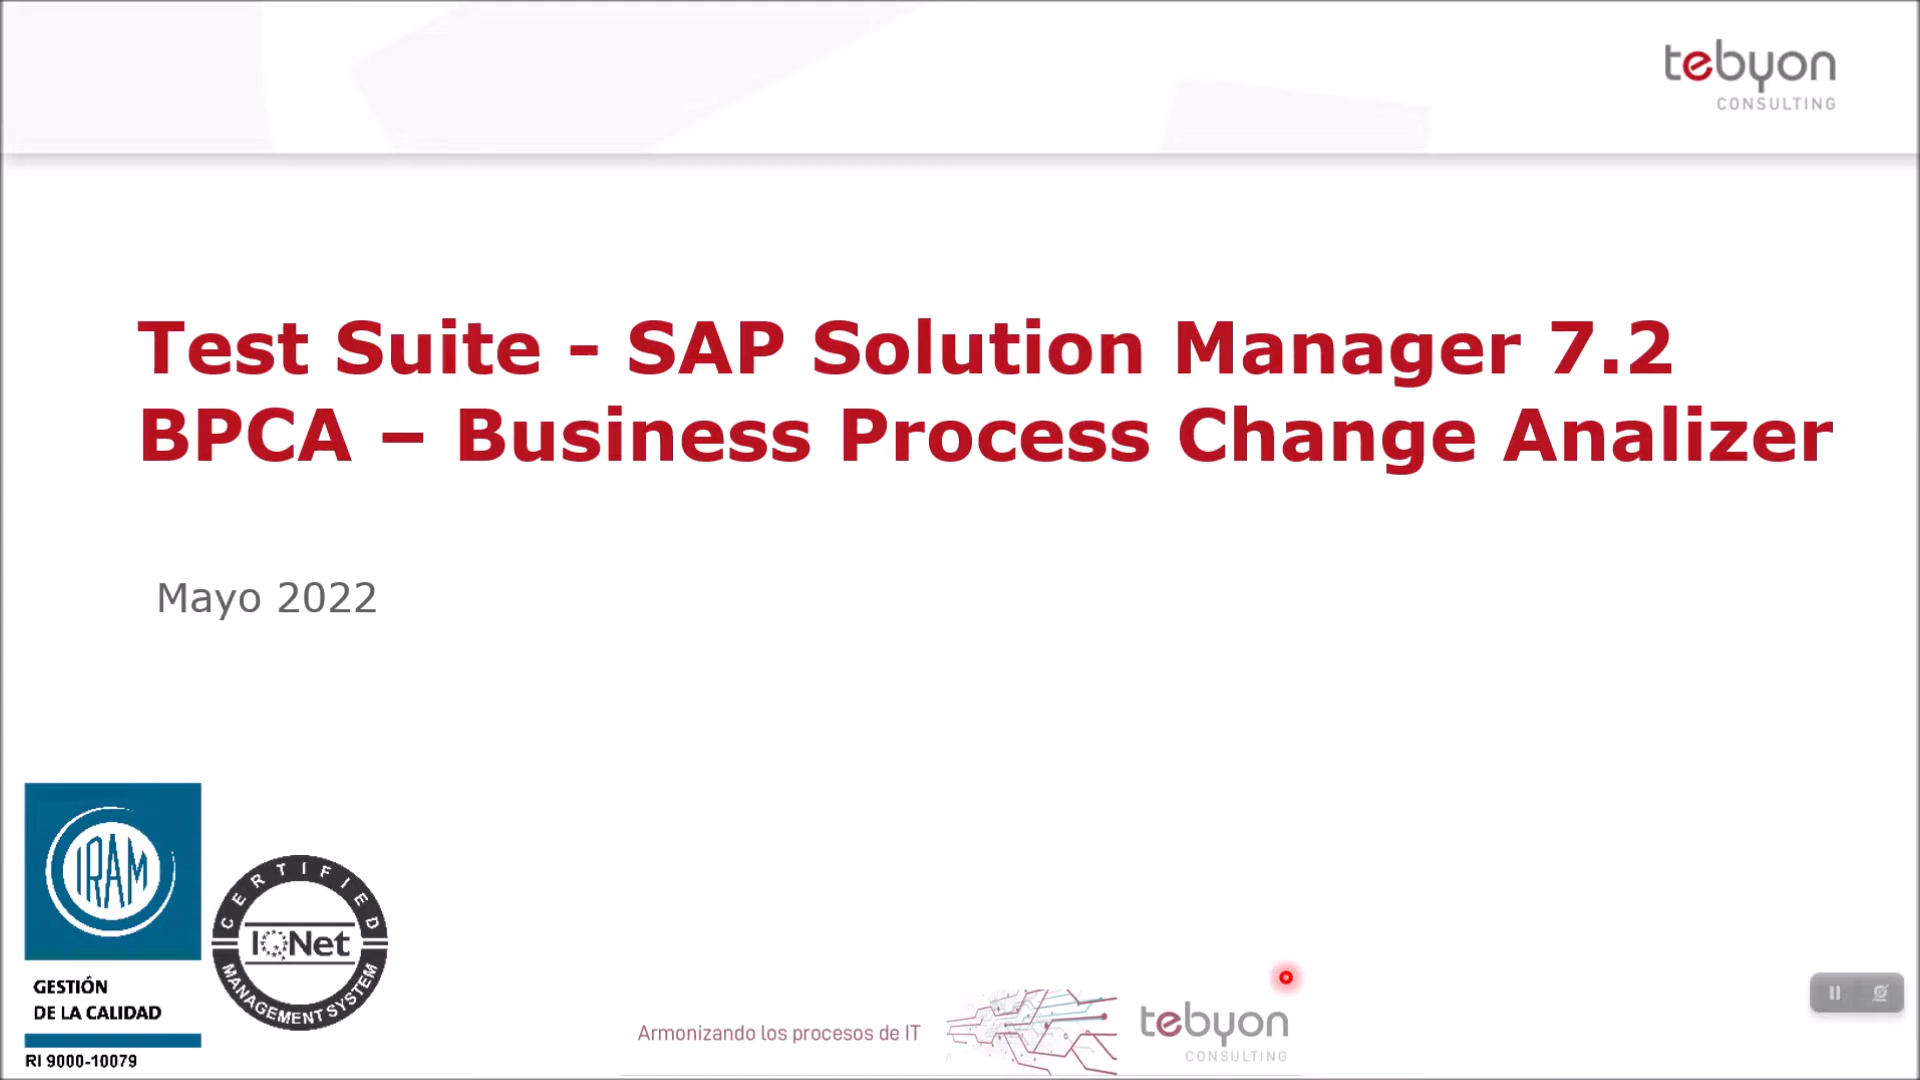 tebyon
CONSULTING
Test Suite - SAP Solution Manager 7.2
BPCA – Business Process Change Analizer
Mayo 2022
IRAM
GESTIÓN
DE LA CALIDAD
RI 9000-10079
CERTIFIED
IQNet
MANAGEMENT SYSTEM
Armonizando los procesos de IT
tebyon
CONSULTING